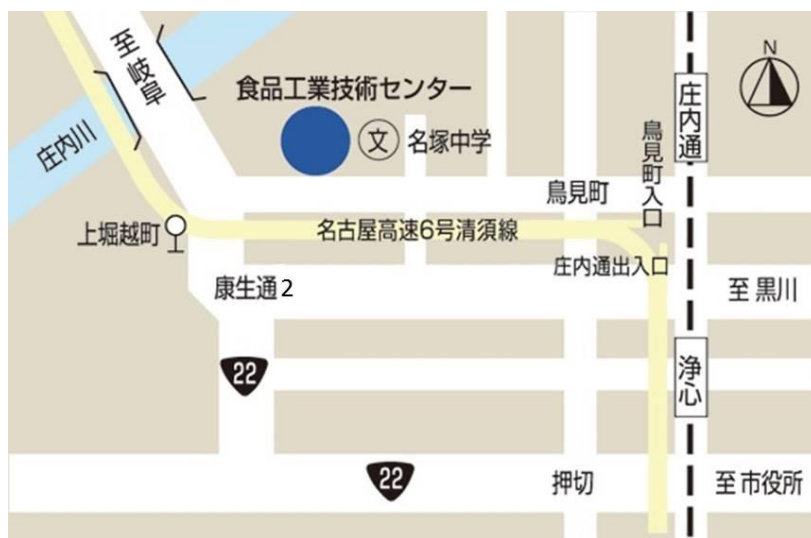 至岐阜
食品工業技術センター
文
名塚中学
庄内川
庄内通
N
鳥見町入口
鳥見町
上堀越町
名古屋高速6号清須線
庄内通出入口
康生通2
至黒川
22
浄心
22
押切
至市役所